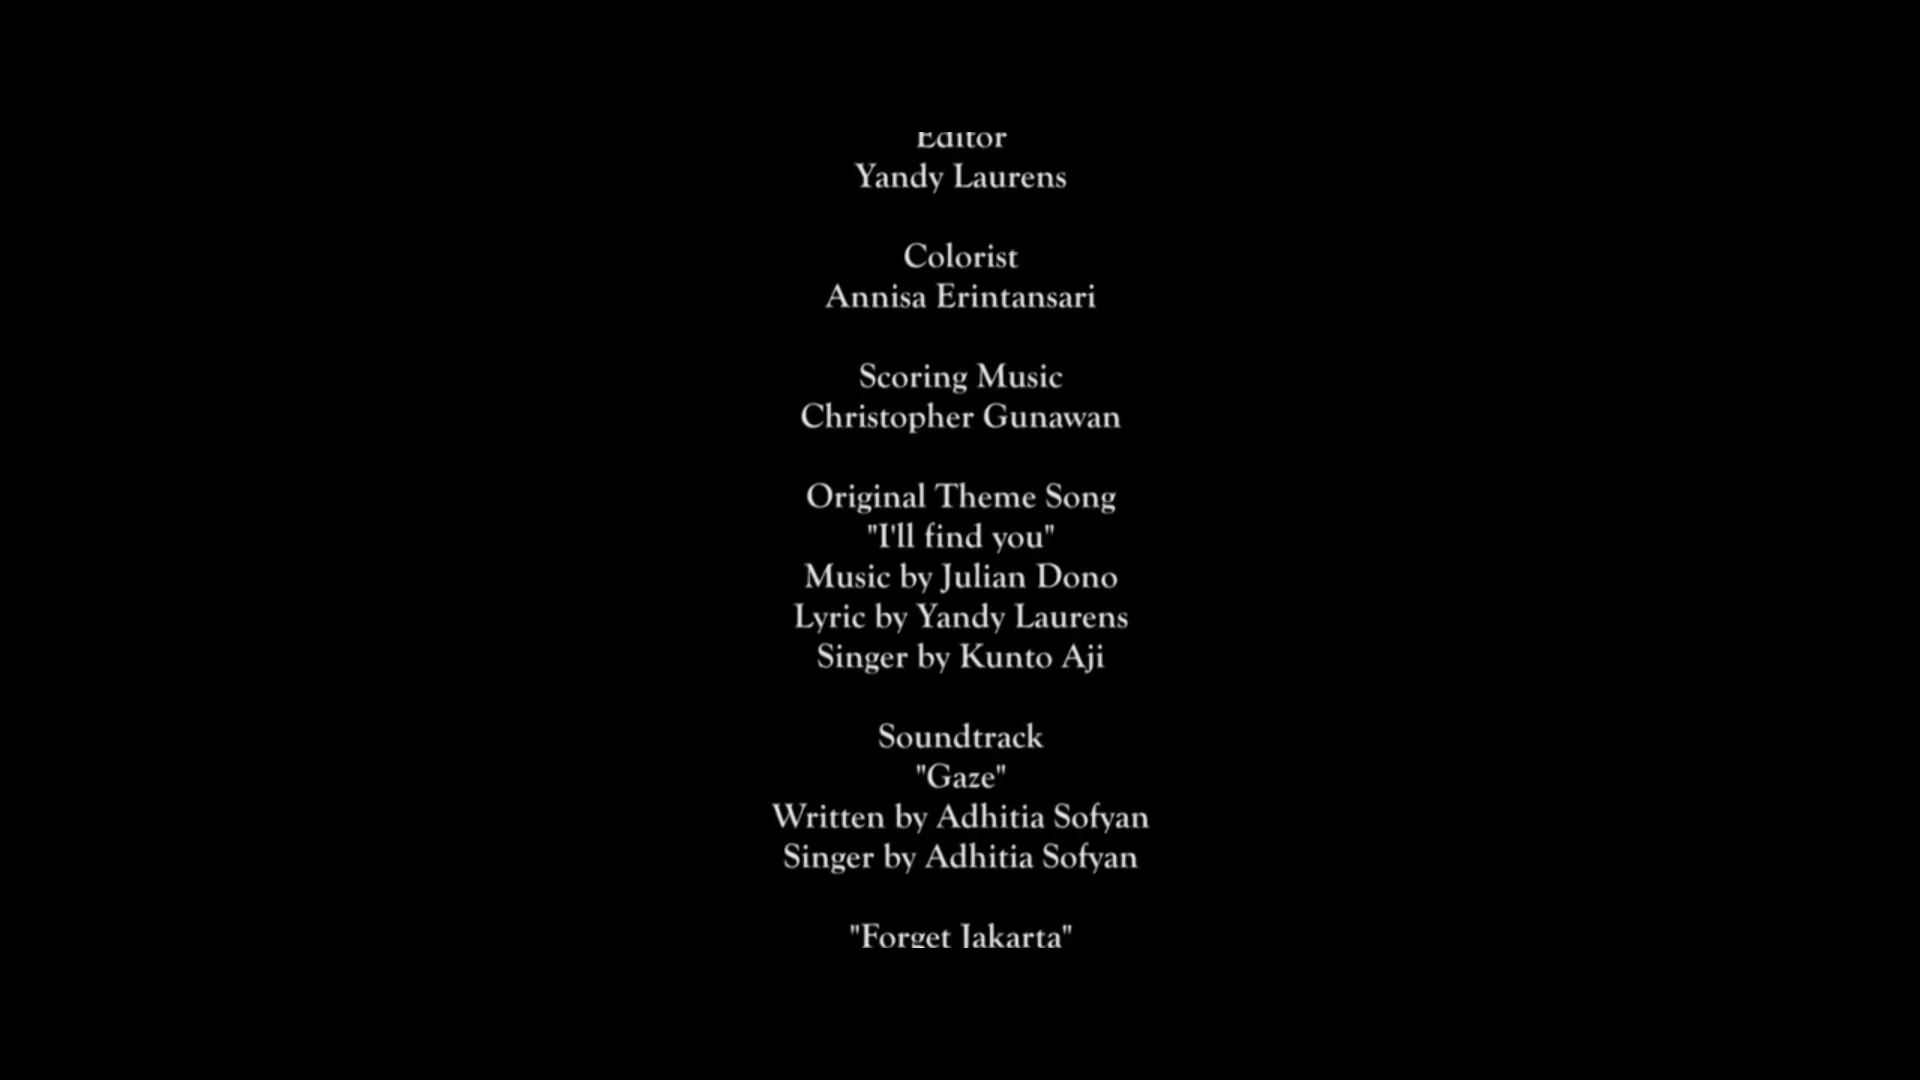 Editor
Yandy Laurens
Colorist
Annisa Erintansari
Scoring Music
Christopher Gunawan
Original Theme Song
"I'll find you"
Music by Julian Dono
Lyric by Yandy Laurens
Singer by Kunto Aji
Soundtrack
"Gaze"
Written by Adhitia Sofyan
Singer by Adhitia Sofyan
"Forget Jakarta"